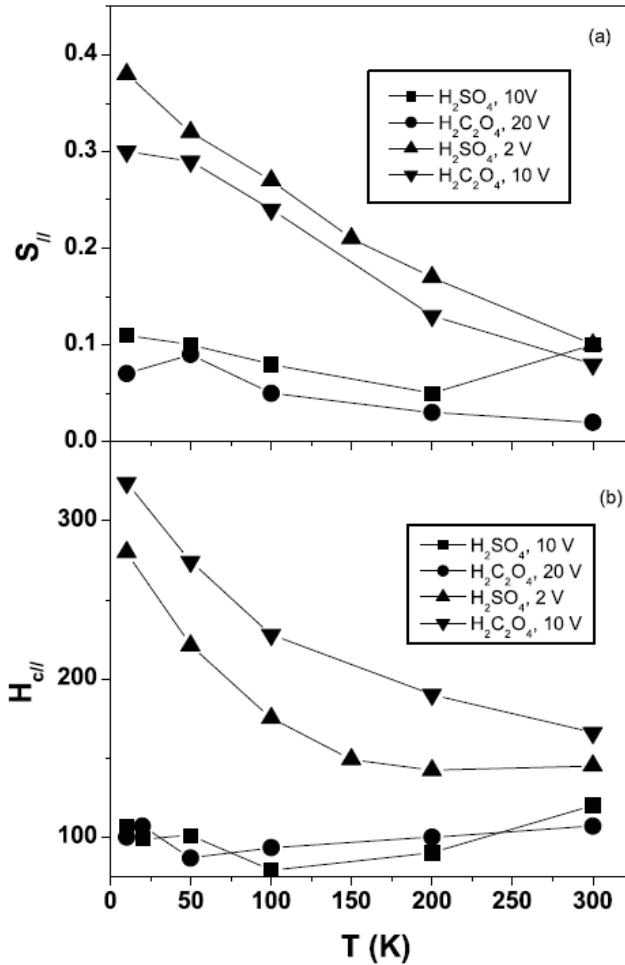 (a)
0.4
0.3
0.2
0.1
0.0
S//
H₂SO₄, 10V
H₂C₂O₄, 20 V
H₂SO₄, 2 V
H₂C₂O₄, 10 V
(b)
300
200
100
Hc//
H₂SO₄, 10 V
H₂C₂O₄, 20 V
H₂SO₄, 2 V
H₂C₂O₄, 10 V
0 50 100 150 200 250 300
T (K)